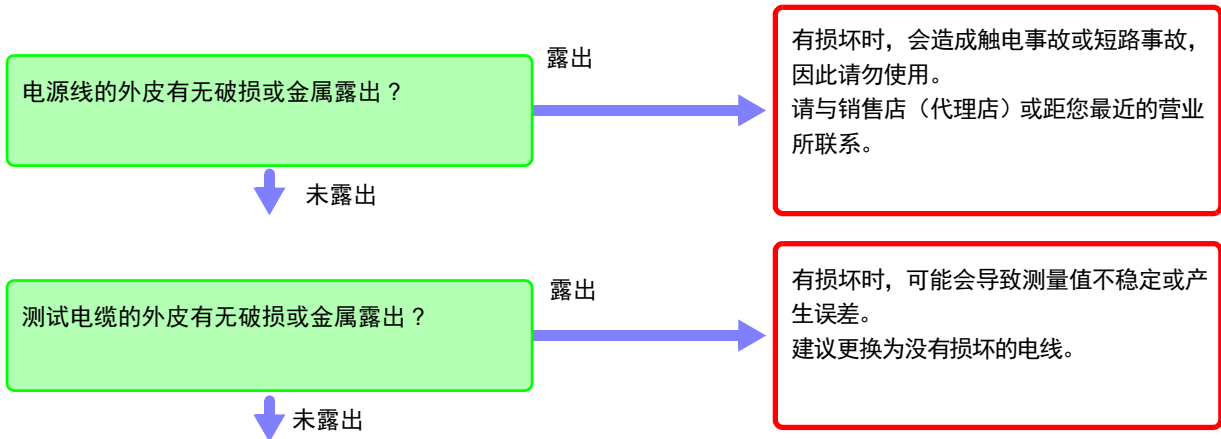 电源线的外皮有无破损或金属露出？
露出
有损坏时，会造成触电事故或短路事故，
因此请勿使用。
请与销售店（代理店）或距您最近的营业
所联系。
未露出
测试电缆的外皮有无破损或金属露出？
露出
有损坏时，可能会导致测量值不稳定或产
生误差。
建议更换为没有损坏的电线。
未露出